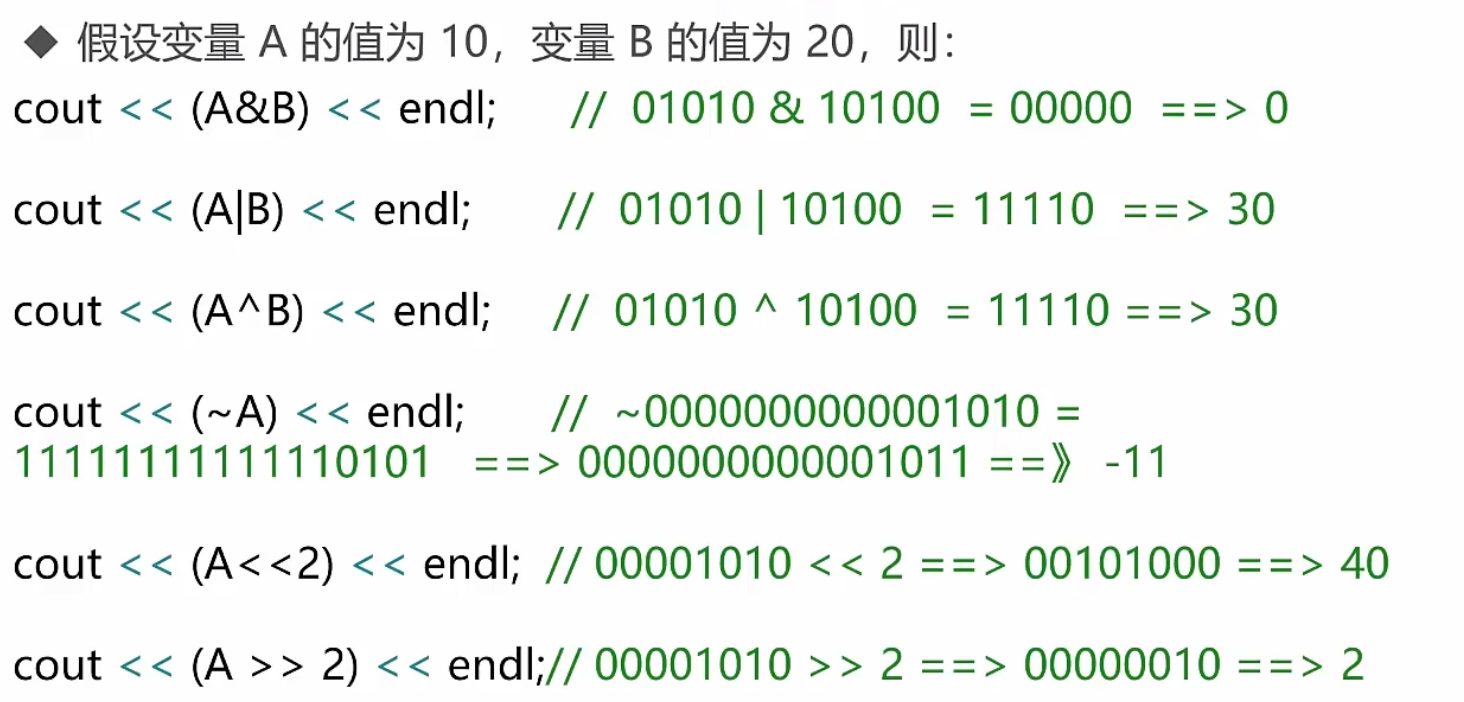 ◆ 假设变量 A 的值为 10，变量 B 的值为 20，则：
cout << (A&B) << endl; // 01010 & 10100 = 00000 ==> 0
cout << (A|B) << endl; // 01010 | 10100 = 11110 ==> 30
cout << (A^B) << endl; // 01010 ^ 10100 = 11110 ==> 30
cout << (~A) << endl; // ~0000000000001010 =
11111111111110101 ==> 0000000000001011 ==》 -11
cout << (A<<2) << endl; // 00001010 << 2 ==> 00101000 ==> 40
cout << (A >> 2) << endl;// 00001010 >> 2 ==> 00000010 ==> 2